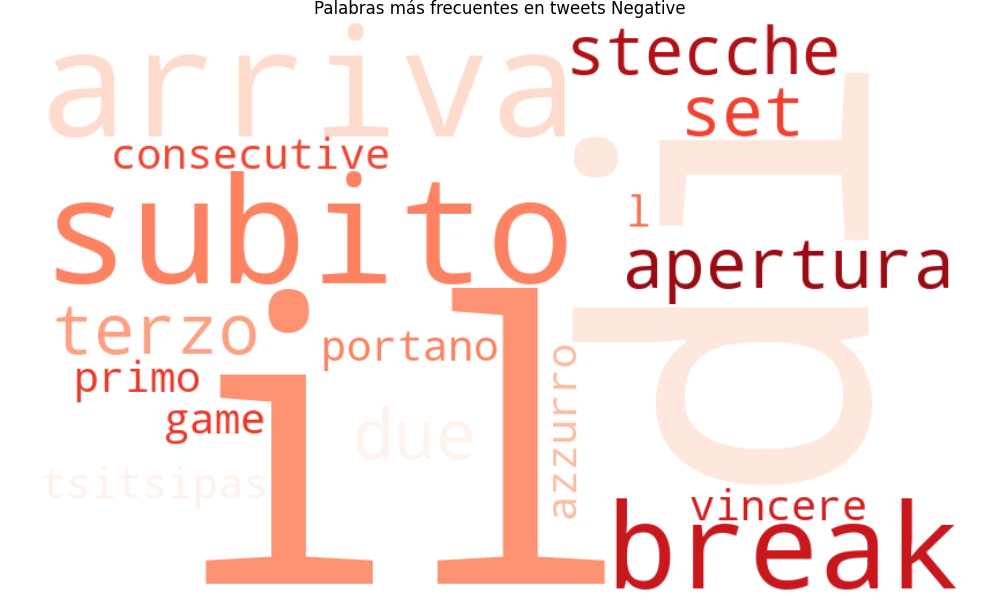 Palabras más frecuentes en tweets Negative
arriva
stecche
set
consecutive
subito
l
di
apertura
terzo
il
portano
primo
game
due
azzurro
tsitsipas
vincere
break